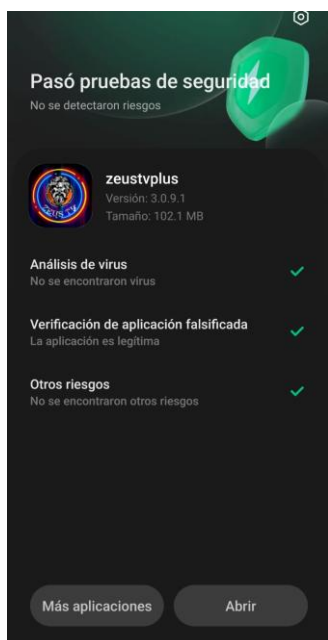 Pasó pruebas de seguridad
No se detectaron riesgos
zeustvplus
Versión: 3.0.9.1
Tamaño: 102.1 MB
ZEUS TV
Análisis de virus
No se encontraron virus
Verificación de aplicación falsificada
La aplicación es legítima
Otros riesgos
No se encontraron otros riesgos
Más aplicaciones
Abrir